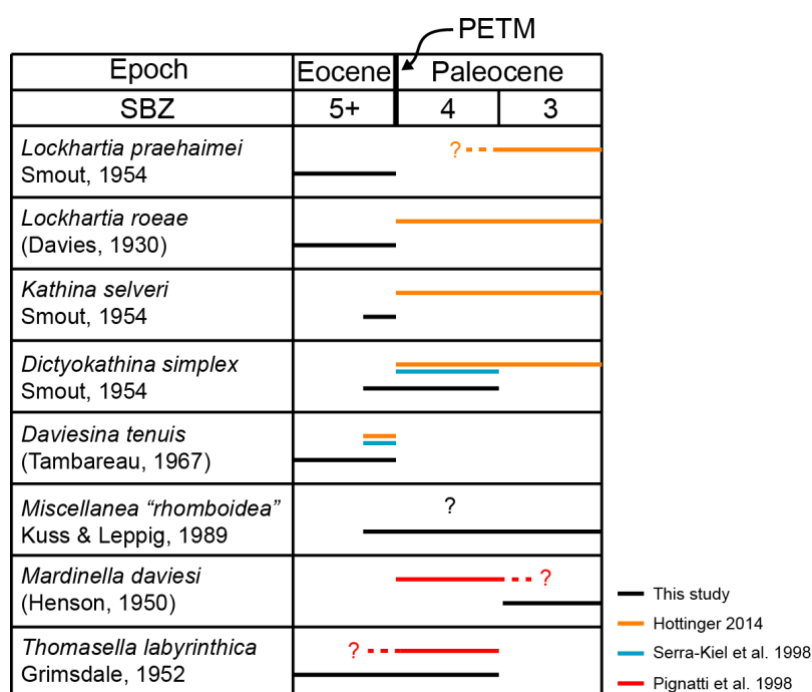 PETM
Epoch Eocene Paleocene
SBZ 5+ 4 3
Lockhartia praehaimei
Smout, 1954
?
Lockhartia roeae
(Davies, 1930)
Kathina selveri
Smout, 1954
Dictyokathina simplex
Smout, 1954
Daviesina tenuis
(Tambareau, 1967)
Miscellanea “rhomboidea”
Kuss & Leppig, 1989
?
Mardinella daviesi
(Henson, 1950)
?
Thomasella labyrinthica
Grimsdale, 1952
?
This study
Hottinger 2014
Serra-Kiel et al. 1998
Pignatti et al. 1998